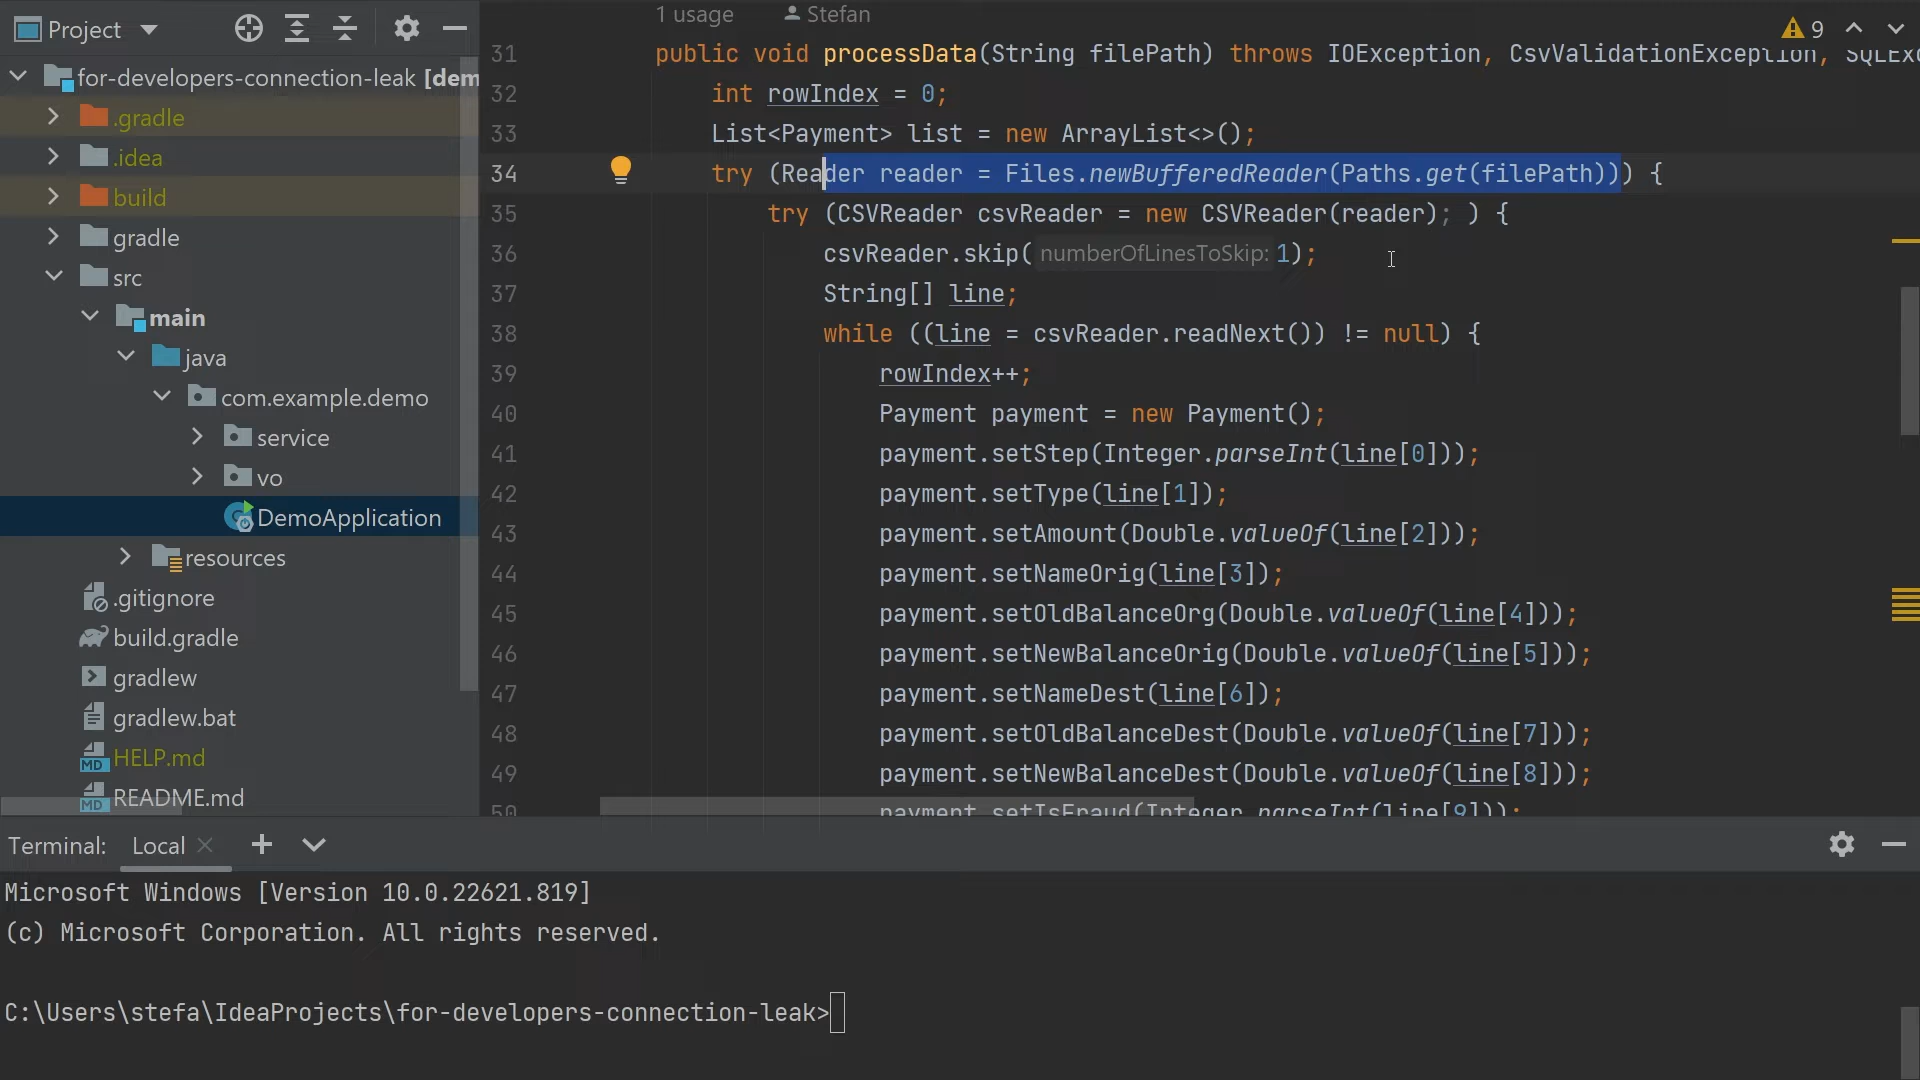 Project
for-developers-connection-leak [dem
.gradle
.idea
build
gradle
src
main
java
com.example.demo
service
vo
DemoApplication
resources
.gitignore
build.gradle
gradlew
gradlew.bat
HELP.md
README.md
1 usage Stefan
9
31 public void processData(String filePath) throws IOException, CsvValidationException, SQLExc
32 int rowIndex = 0;
33 List<Payment> list = new ArrayList<>();
34 try (Reader reader = Files.newBufferedReader(Paths.get(filePath))) {
35 try (CSVReader csvReader = new CSVReader(reader); ) {
36 csvReader.skip( numberOfLinesToSkip: 1);
37 String[] line;
38 while ((line = csvReader.readNext()) != null) {
39 rowIndex++;
40 Payment payment = new Payment();
41 payment.setStep(Integer.parseInt(line[0]));
42 payment.setType(line[1]);
43 payment.setAmount(Double.valueOf(line[2]));
44 payment.setNameOrig(line[3]);
45 payment.setOldBalanceOrg(Double.valueOf(line[4]));
46 payment.setNewBalanceOrig(Double.valueOf(line[5]));
47 payment.setNameDest(line[6]);
48 payment.setOldBalanceDest(Double.valueOf(line[7]));
49 payment.setNewBalanceDest(Double.valueOf(line[8]));
50 payment.setIsFraud(Integer.parseInt(line[9]));
Terminal: Local
Microsoft Windows [Version 10.0.22621.819]
(c) Microsoft Corporation. All rights reserved.
C:\Users\stefa\IdeaProjects\for-developers-connection-leak>